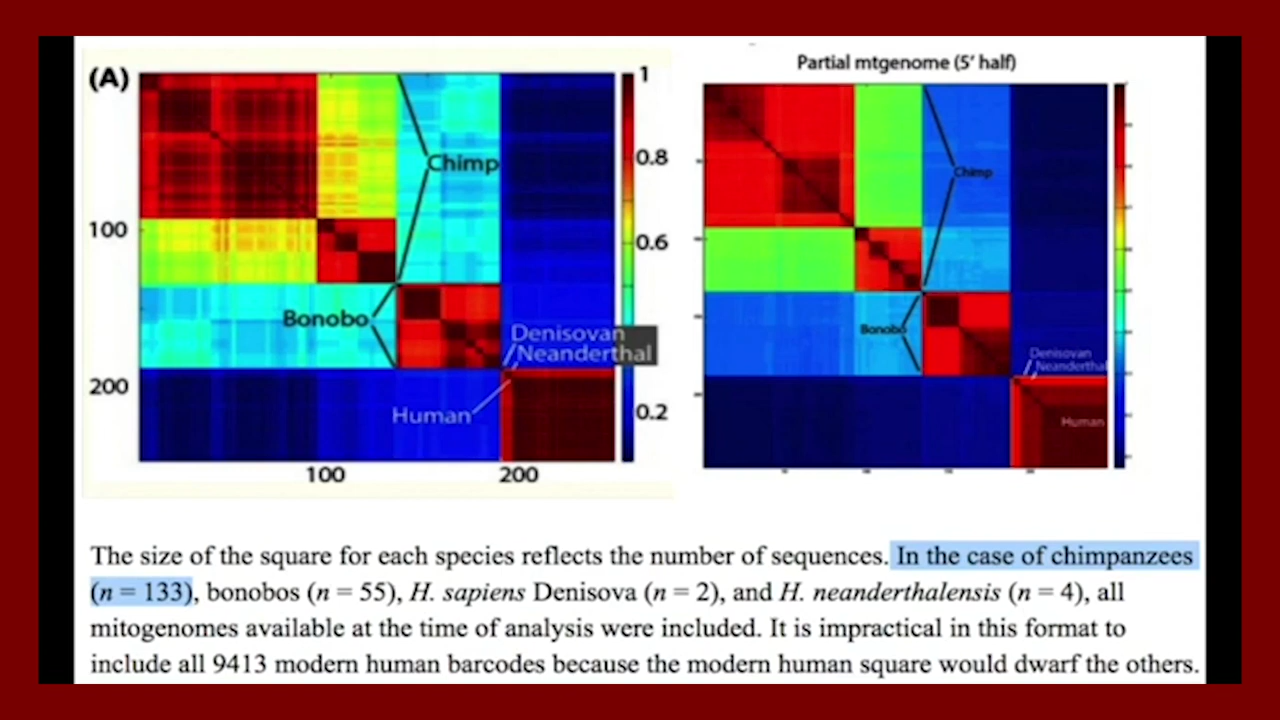 (A)
1
0.8
0.6
0.2
100
200
100
200
Chimp
Bonobo
Denisovan
Neanderthal
Human
Partial mtgenome (5' half)
Chimp
Bonobo
Denisovan
Neanderthal
Human
The size of the square for each species reflects the number of sequences. In the case of chimpanzees
(n = 133), bonobos (n = 55), H. sapiens Denisova (n = 2), and H. neanderthalensis (n = 4), all
mitogenomes available at the time of analysis were included. It is impractical in this format to
include all 9413 modern human barcodes because the modern human square would dwarf the others.